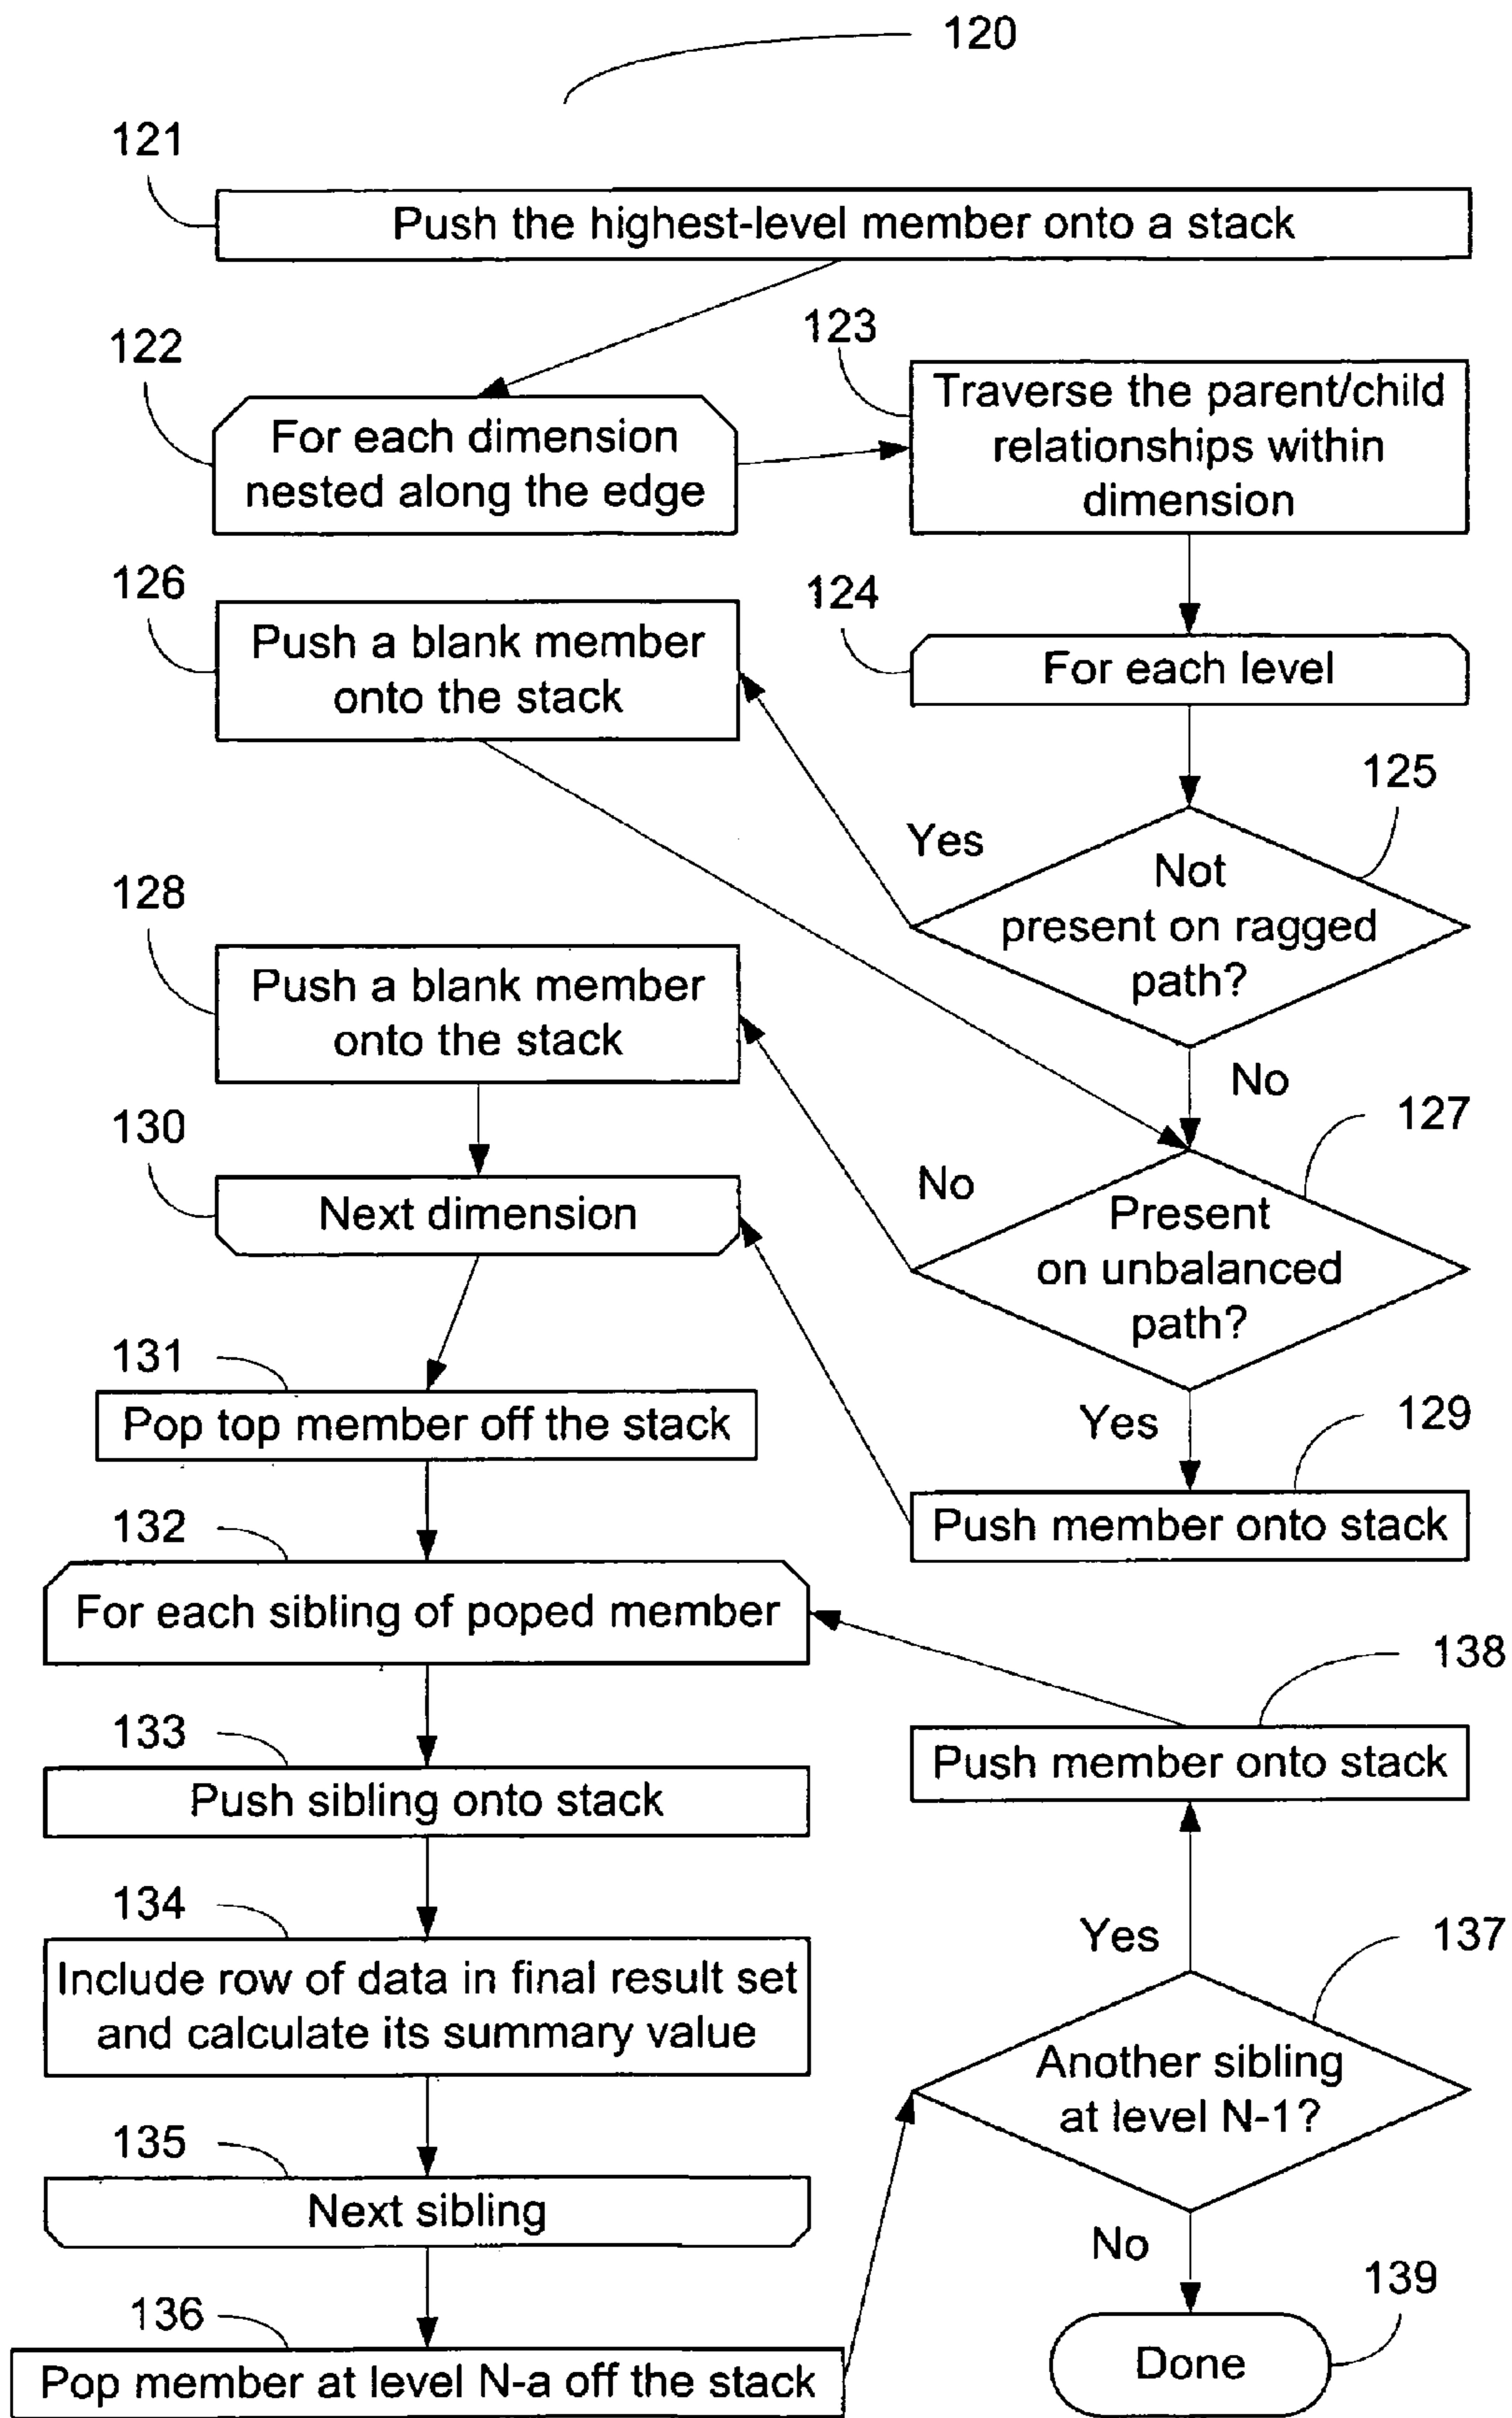 120
121
Push the highest-level member onto a stack
122
For each dimension
nested along the edge
123
Traverse the parent/child
relationships within
dimension
126
Push a blank member
onto the stack
124
For each level
125
Yes
Not
present on ragged
path?
No
128
Push a blank member
onto the stack
127
No
Present
on unbalanced
path?
Yes
130
Next dimension
129
Push member onto stack
131
Pop top member off the stack
132
For each sibling of poped member
138
Push member onto stack
133
Push sibling onto stack
134
Include row of data in final result set
and calculate its summary value
137
Yes
Another sibling
at level N-1?
No
135
Next sibling
136
Pop member at level N-a off the stack
139
Done